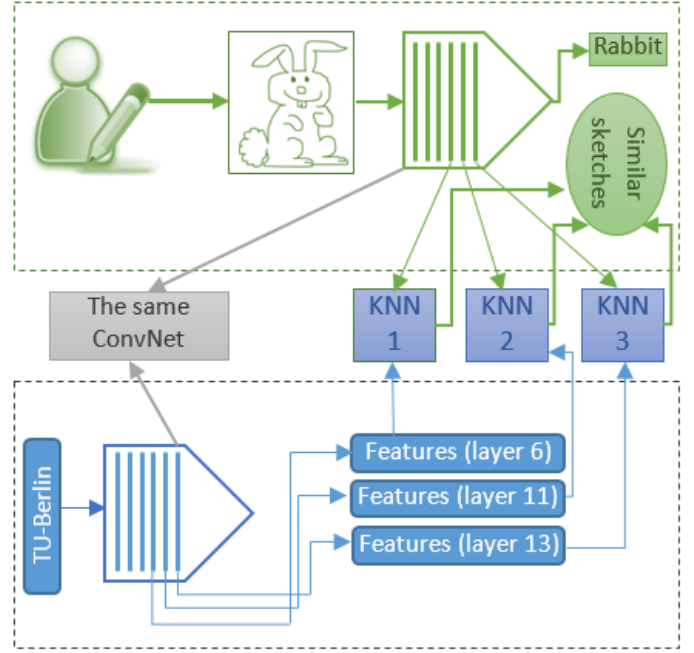 Rabbit
Similar
sketches
The same
ConvNet
KNN
1
KNN
2
KNN
3
TU-Berlin
Features (layer 6)
Features (layer 11)
Features (layer 13)